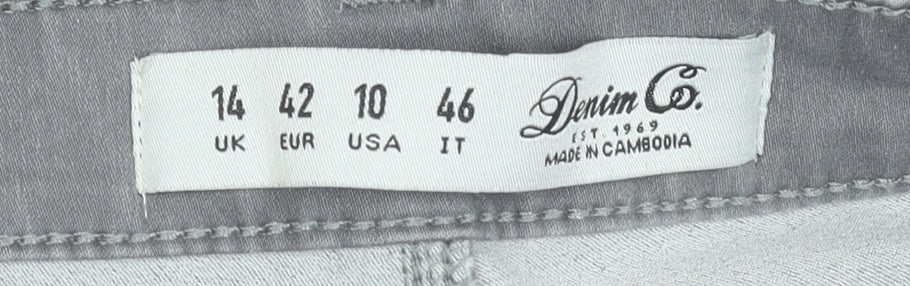 14 42 10 46
UK EUR USA IT
Denim Co.
EST. 1969
MADE IN CAMBODIA